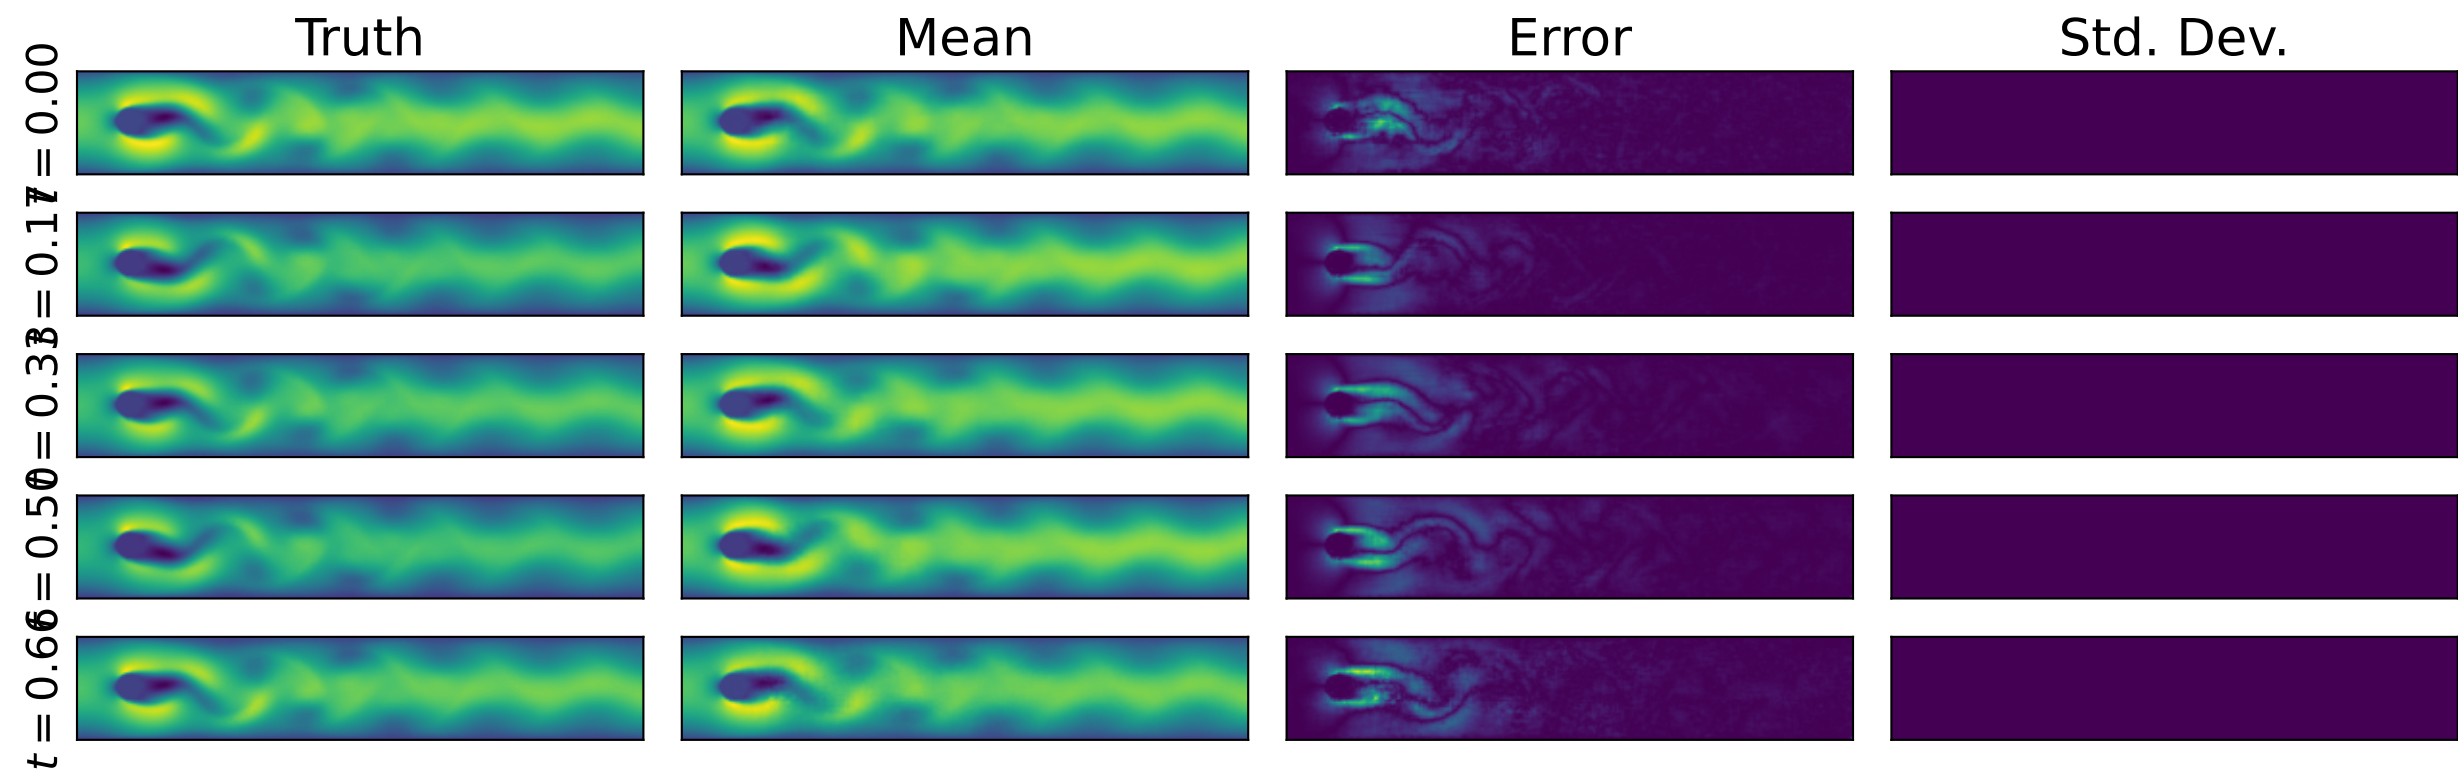 Truth Mean Error Std. Dev.
t = 0.00
t = 0.17
t = 0.33
t = 0.50
t = 0.66